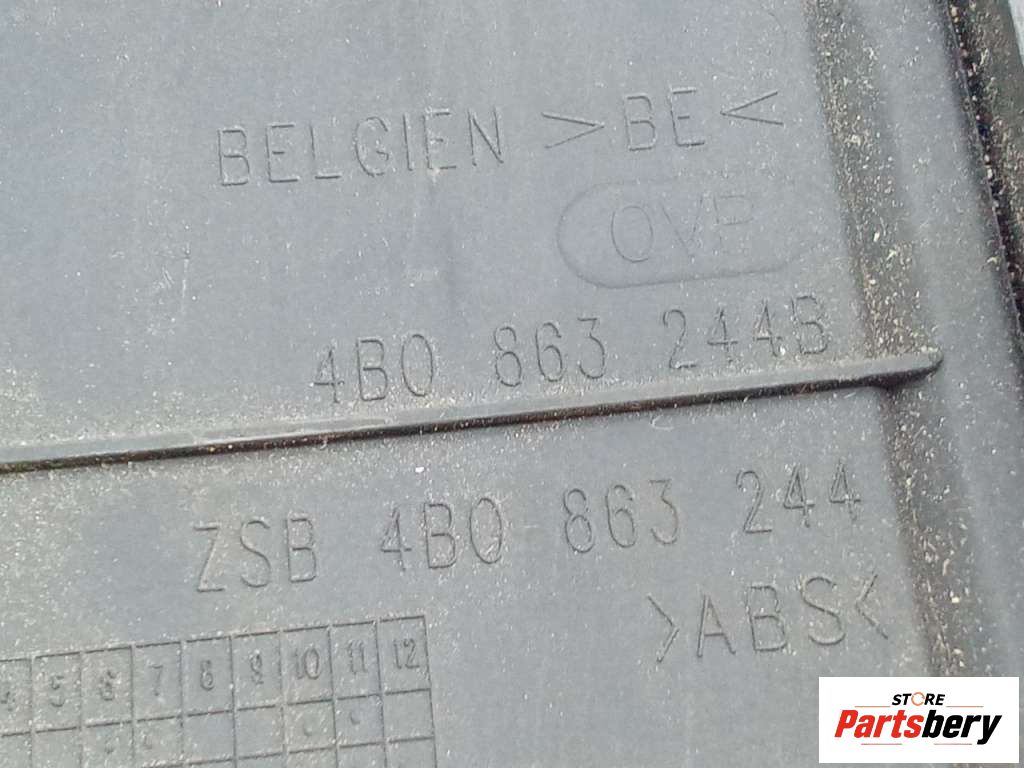 BELGIEN >BE<
OVP
4B0 863 244B
ZSB 4B0 863 244
>ABS<
4 5 6 7 8 9 10 11 12
STORE
Partsbery